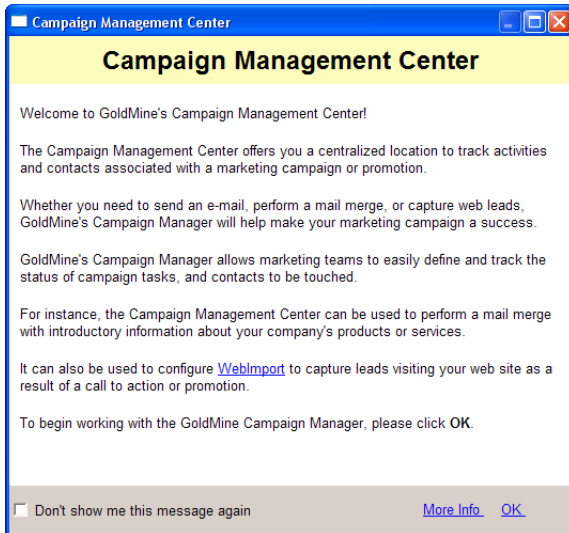 Campaign Management Center
Campaign Management Center
Welcome to GoldMine's Campaign Management Center!
The Campaign Management Center offers you a centralized location to track activities
and contacts associated with a marketing campaign or promotion.
Whether you need to send an e-mail, perform a mail merge, or capture web leads,
GoldMine's Campaign Manager will help make your marketing campaign a success.
GoldMine's Campaign Manager allows marketing teams to easily define and track the
status of campaign tasks, and contacts to be touched.
For instance, the Campaign Management Center can be used to perform a mail merge
with introductory information about your company's products or services.
It can also be used to configure WebImport to capture leads visiting your web site as a
result of a call to action or promotion.
To begin working with the GoldMine Campaign Manager, please click OK.
Don't show me this message again More Info OK